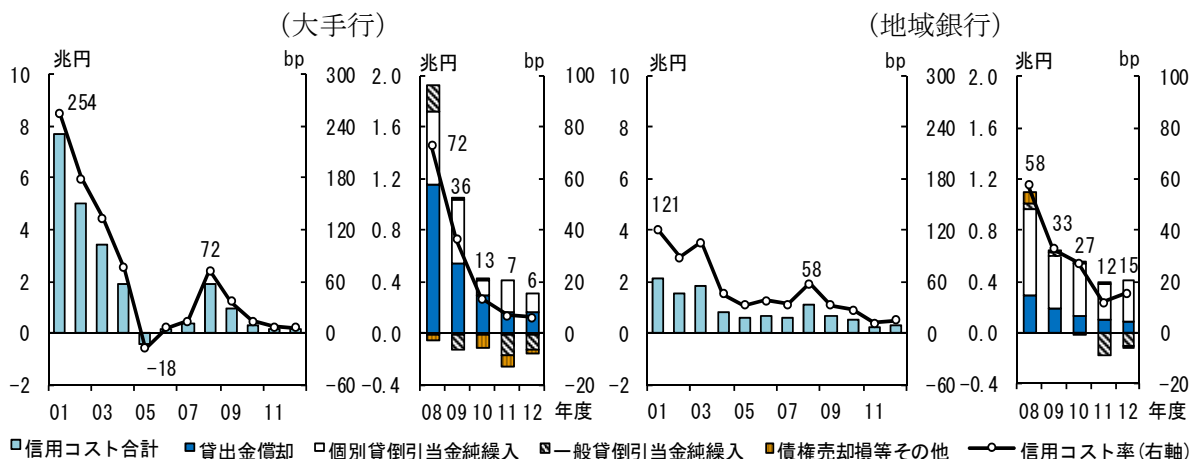 (大手行)
(地域銀行)
兆円 bp 兆円 bp 兆円 bp 兆円 bp
10 300 2.0 100 10 300 2.0 100
8 240 1.6 80 8 240 1.6 80
6 180 1.2 60 6 180 1.2 60
4 120 0.8 40 4 120 0.8 40
2 60 0.4 20 2 60 0.4 20
0 0 0.0 0 0 0 0.0 0
-2 -60 -0.4 -20 -2 -60 -0.4 -20
254 -18 72
72 36 13 7 6
121 58
58 33 27 12 15
01 03 05 07 09 11
08 09 10 11 12 年度
01 03 05 07 09 11
08 09 10 11 12 年度
信用コスト合計 貸出金償却 個別貸倒引当金純繰入 一般貸倒引当金純繰入 債権売却損等その他 信用コスト率(右軸)